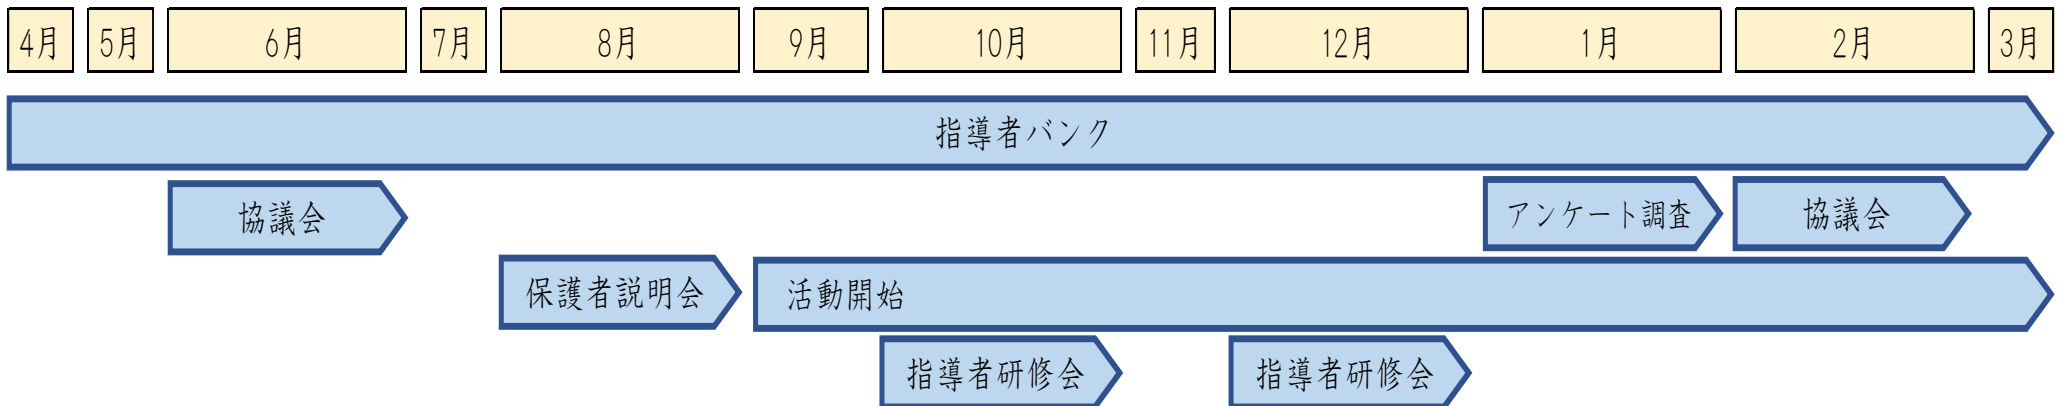 4月 5月 6月 7月 8月 9月 10月 11月 12月 1月 2月 3月
指導者バンク
協議会 アンケート調査 協議会
保護者説明会 活動開始
指導者研修会 指導者研修会